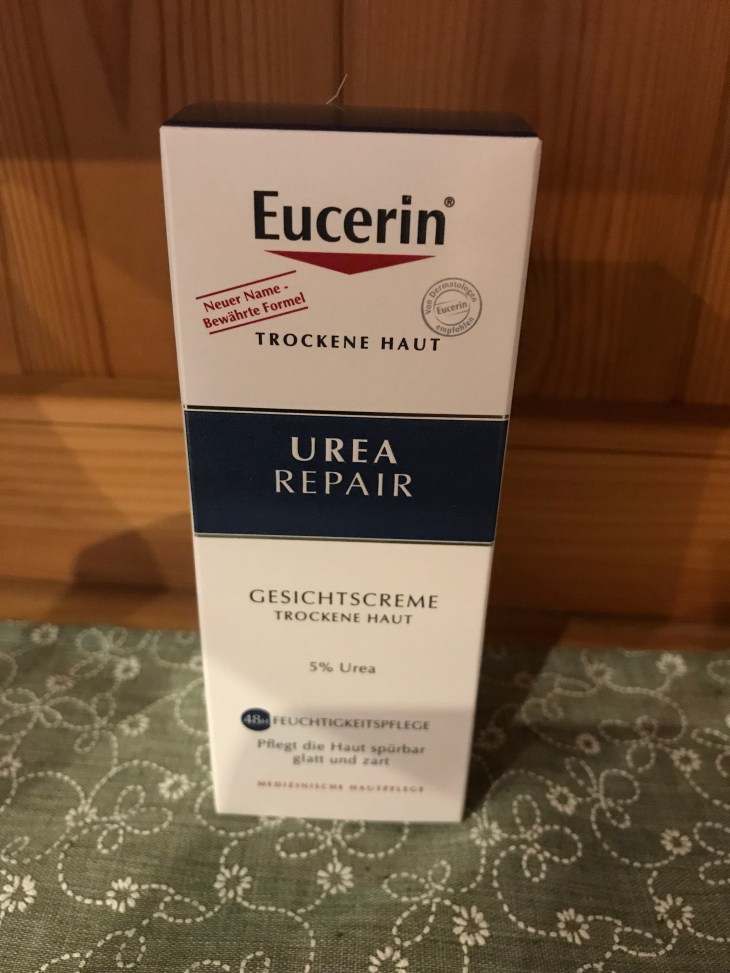 Eucerin®
Neuer Name -
Bewährte Formel
Von Dermatologen
Eucerin
empfohlen
TROCKENE HAUT
UREA
REPAIR
GESICHTSCREME
TROCKENE HAUT
5% Urea
48H FEUCHTIGKEITSPFLEGE
Pflegt die Haut spürbar
glatt und zart
MEDIZINISCHE HAUTPFLEGE